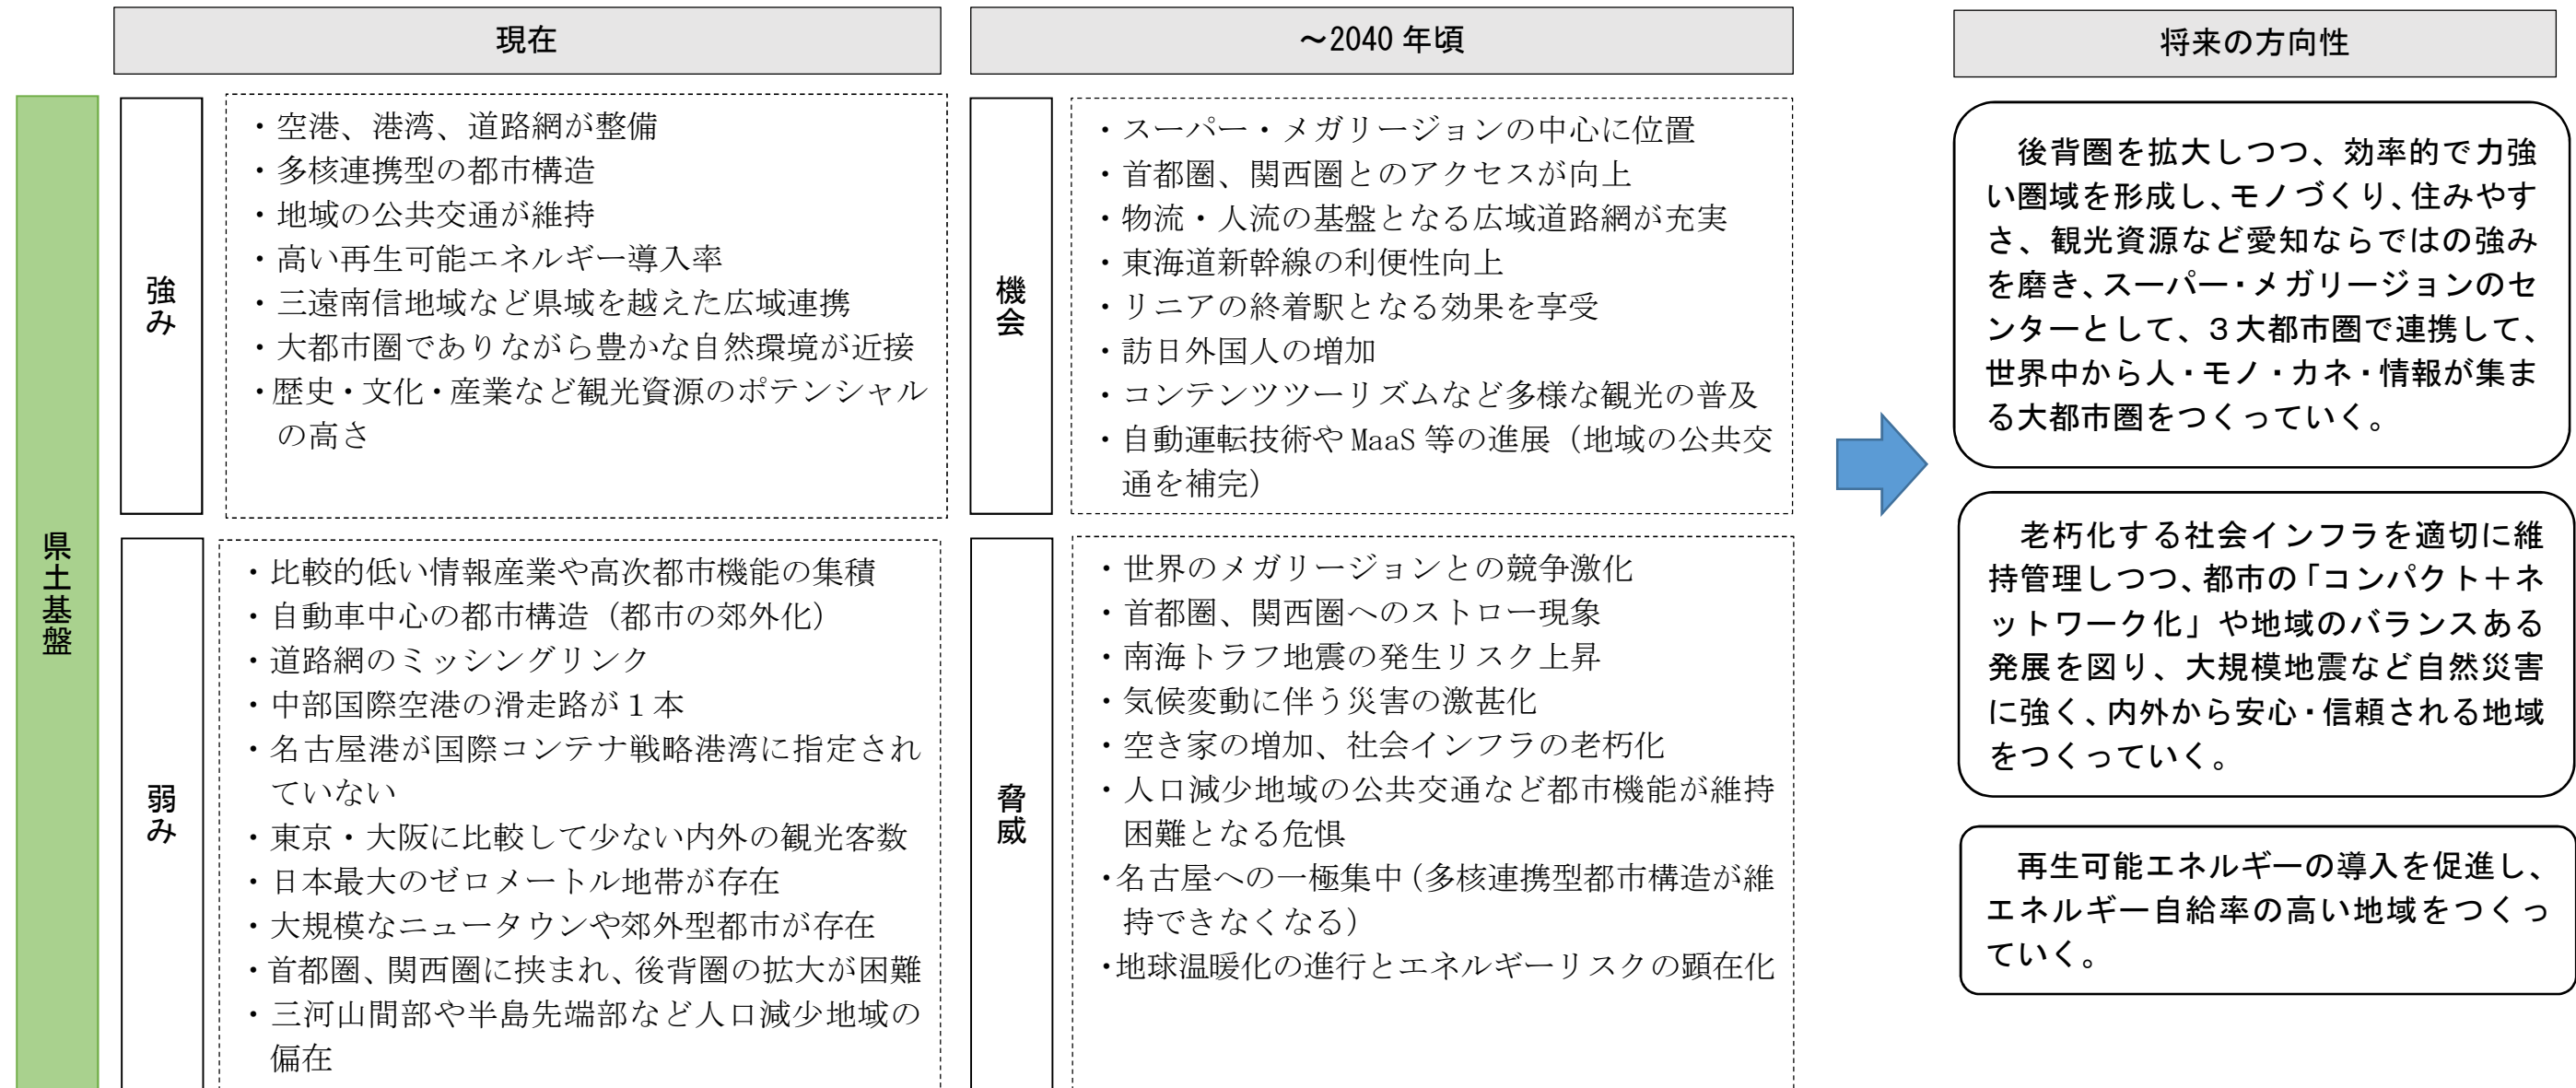 現在
～2040 年頃
将来の方向性
県土基盤
強み
・空港、港湾、道路網が整備
・多核連携型の都市構造
・地域の公共交通が維持
・高い再生可能エネルギー導入率
・三遠南信地域など県域を越えた広域連携
・大都市圏でありながら豊かな自然環境が近接
・歴史・文化・産業など観光資源のポテンシャル
の高さ
機会
・スーパー・メガリージョンの中心に位置
・首都圏、関西圏とのアクセスが向上
・物流・人流の基盤となる広域道路網が充実
・東海道新幹線の利便性向上
・リニアの終着駅となる効果を享受
・訪日外国人の増加
・コンテンツツーリズムなど多様な観光の普及
・自動運転技術や MaaS 等の進展（地域の公共交
通を補完）
弱み
・比較的低い情報産業や高次都市機能の集積
・自動車中心の都市構造（都市の郊外化）
・道路網のミッシングリンク
・中部国際空港の滑走路が１本
・名古屋港が国際コンテナ戦略港湾に指定され
ていない
・東京・大阪に比較して少ない内外の観光客数
・日本最大のゼロメートル地帯が存在
・大規模なニュータウンや郊外型都市が存在
・首都圏、関西圏に挟まれ、後背圏の拡大が困難
・三河山間部や半島先端部など人口減少地域の
偏在
脅威
・世界のメガリージョンとの競争激化
・首都圏、関西圏へのストロー現象
・南海トラフ地震の発生リスク上昇
・気候変動に伴う災害の激甚化
・空き家の増加、社会インフラの老朽化
・人口減少地域の公共交通など都市機能が維持
困難となる危惧
・名古屋への一極集中（多核連携型都市構造が維
持できなくなる）
・地球温暖化の進行とエネルギーリスクの顕在化
後背圏を拡大しつつ、効率的で力強
い圏域を形成し、モノづくり、住みやす
さ、観光資源など愛知ならではの強み
を磨き、スーパー・メガリージョンのセ
ンターとして、３大都市圏で連携して、
世界中から人・モノ・カネ・情報が集ま
る大都市圏をつくっていく。
老朽化する社会インフラを適切に維
持管理しつつ、都市の「コンパクト＋ネ
ットワーク化」や地域のバランスある
発展を図り、大規模地震など自然災害
に強く、内外から安心・信頼される地域
をつくっていく。
再生可能エネルギーの導入を促進し、
エネルギー自給率の高い地域をつくっ
ていく。